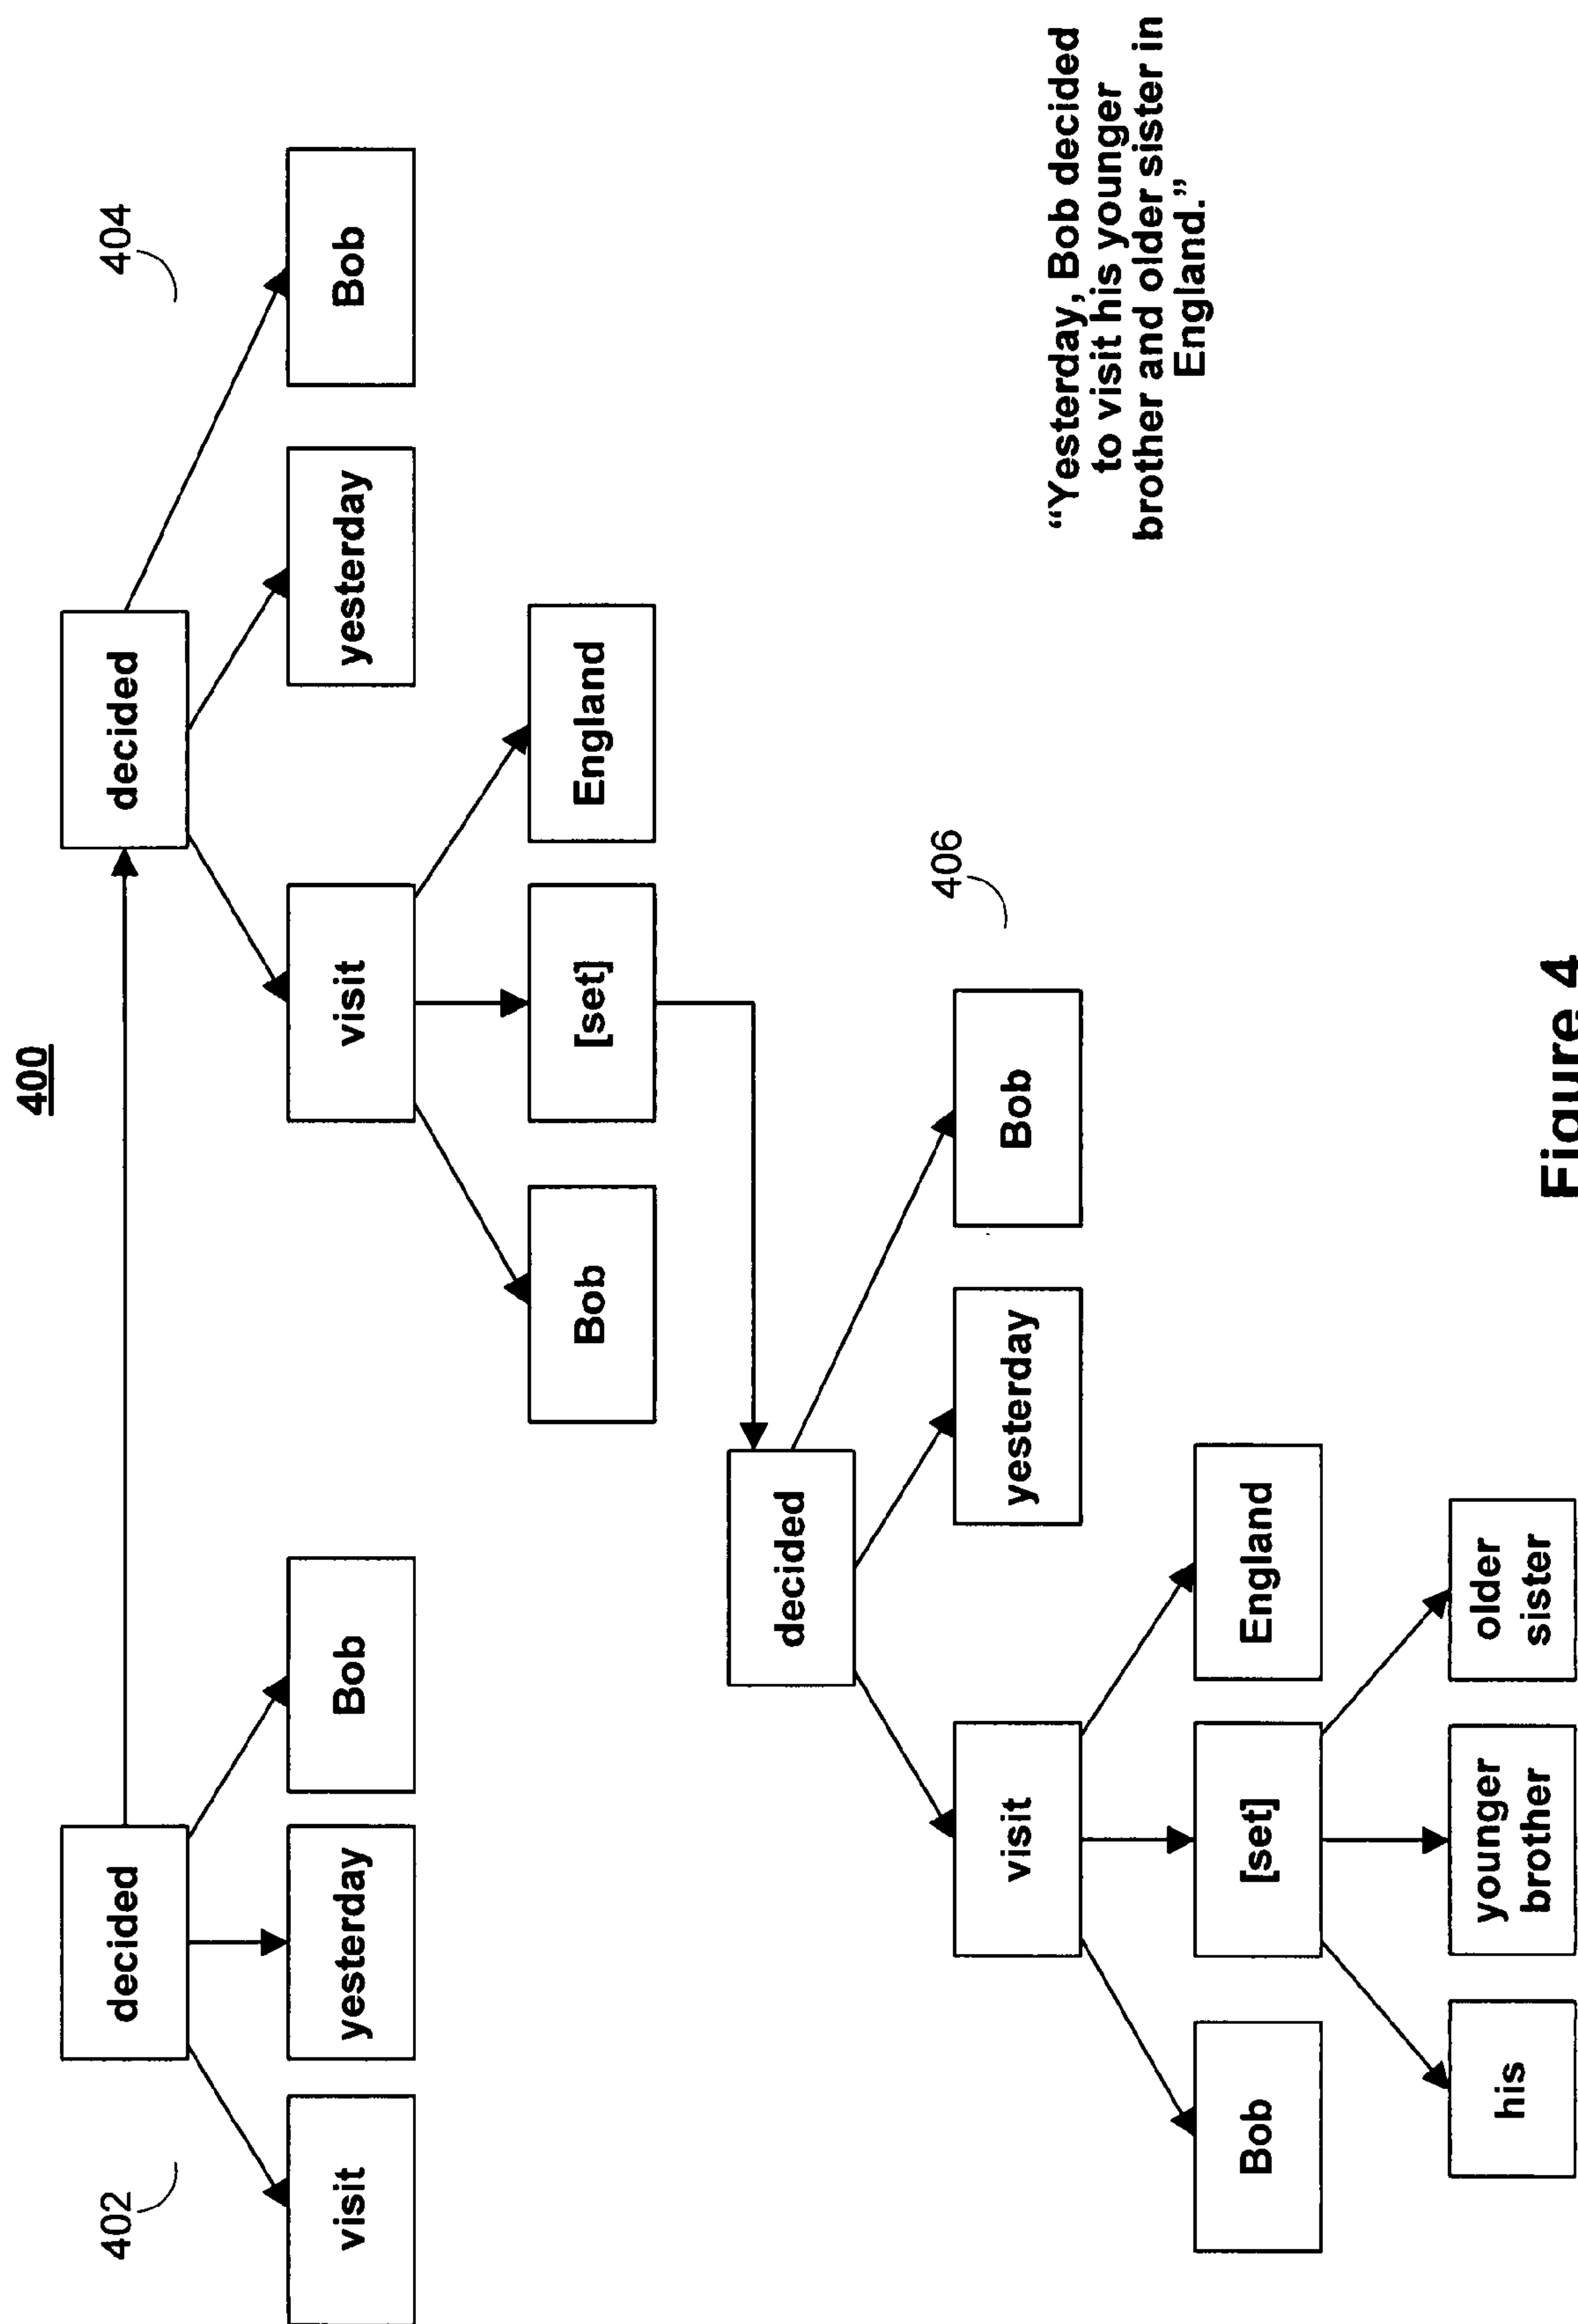 400
402
decided
visit
yesterday
Bob
404
decided
visit
yesterday
Bob
Bob
[set]
England
406
decided
visit
yesterday
Bob
Bob
[set]
England
his
younger
brother
older
sister
“Yesterday, Bob decided
to visit his younger
brother and older sister in
England.”
Figure 4